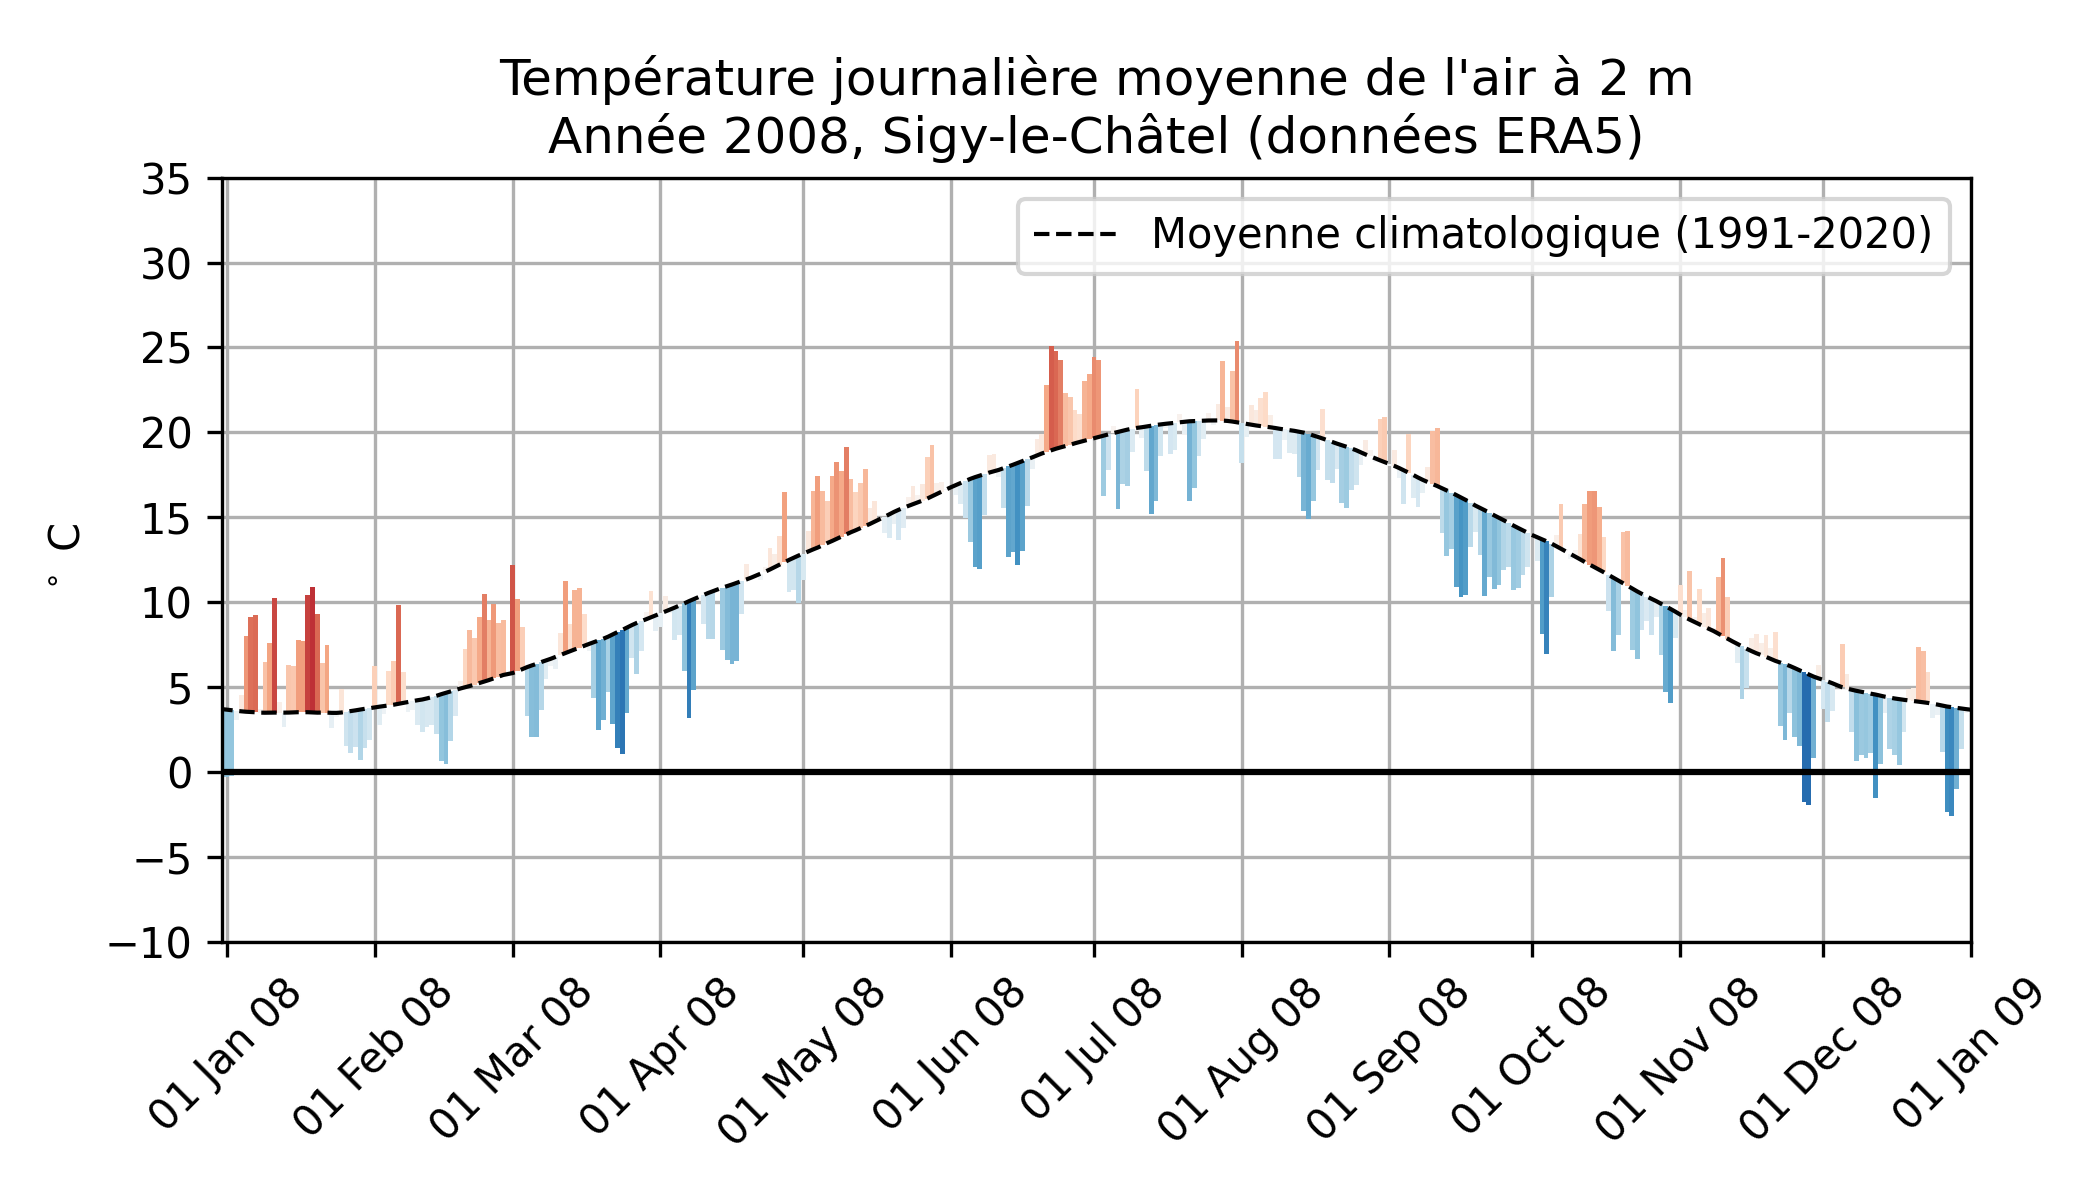 Température journalière moyenne de l'air à 2 m
Année 2008, Sigy-le-Châtel (données ERA5)
Moyenne climatologique (1991-2020)
° C
35
30
25
20
15
10
5
0
−5
−10
01 Jan 08
01 Feb 08
01 Mar 08
01 Apr 08
01 May 08
01 Jun 08
01 Jul 08
01 Aug 08
01 Sep 08
01 Oct 08
01 Nov 08
01 Dec 08
01 Jan 09